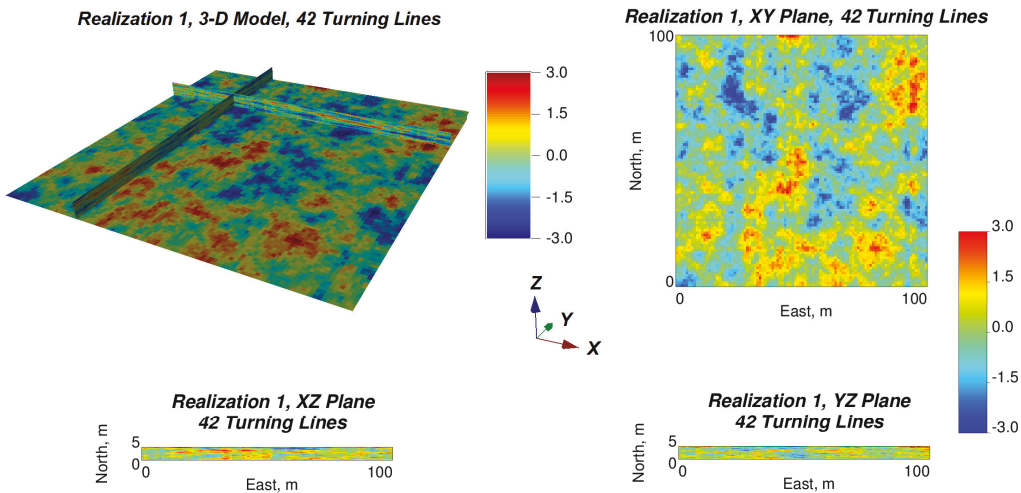 Realization 1, 3-D Model, 42 Turning Lines
3.0
1.5
0.0
-1.5
-3.0
Z
Y
X
Realization 1, XY Plane, 42 Turning Lines
100
North, m
0
0
100
East, m
3.0
1.5
0.0
-1.5
-3.0
Realization 1, XZ Plane
42 Turning Lines
North, m
5
0
0
100
East, m
Realization 1, YZ Plane
42 Turning Lines
North, m
5
0
0
100
East, m